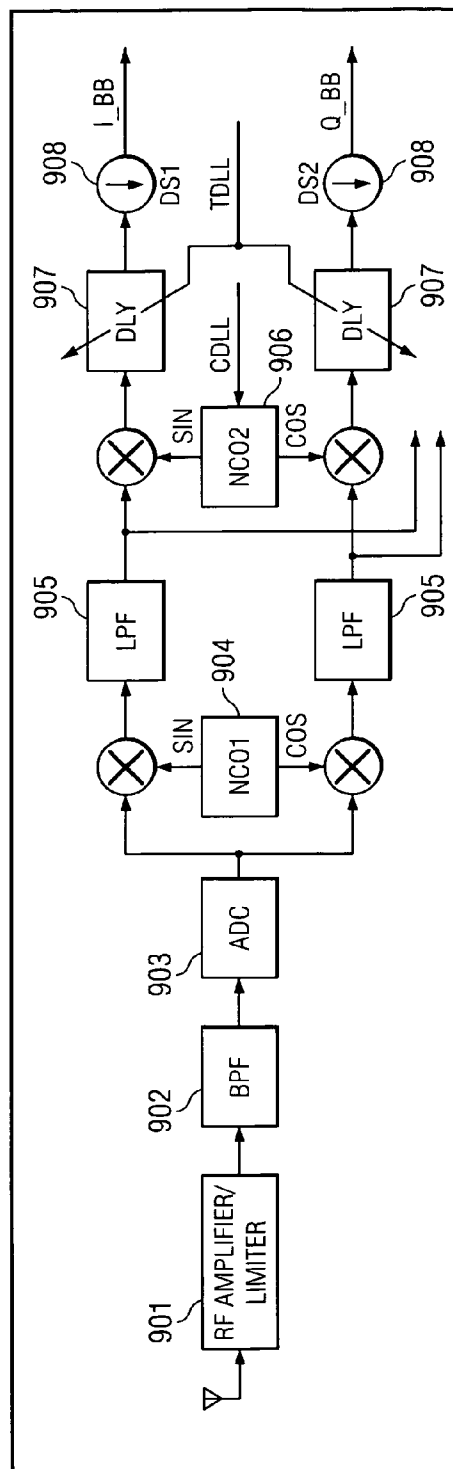 901
RF AMPLIFIER/
LIMITER
902
BPF
903
ADC
904
NCO1
SIN
COS
905
LPF
905
LPF
906
NCO2
SIN
COS
CDLL
TDLL
907
DLY
907
DLY
908
DS1
I_BB
908
DS2
Q_BB